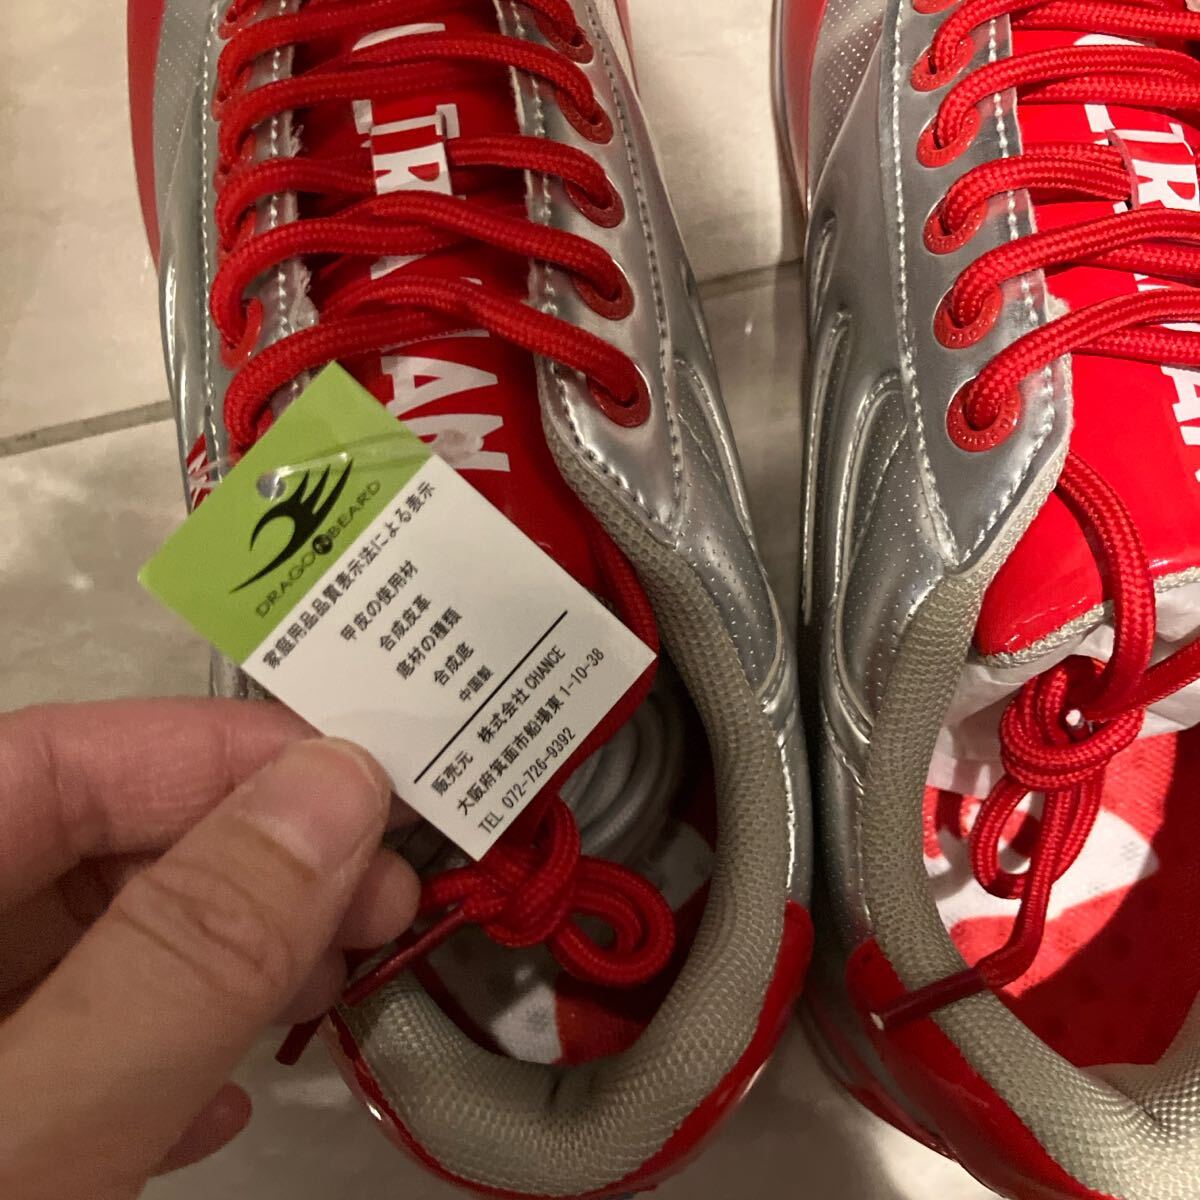 ULTRAMAN
DRAGONBEARD
家庭用品品質表示法による表示
甲皮の使用材
合成皮革
底材の種類
合成底
中国製
販売元 株式会社 CHANCE
大阪府箕面市船場東 1-10-38
TEL 072-726-9392